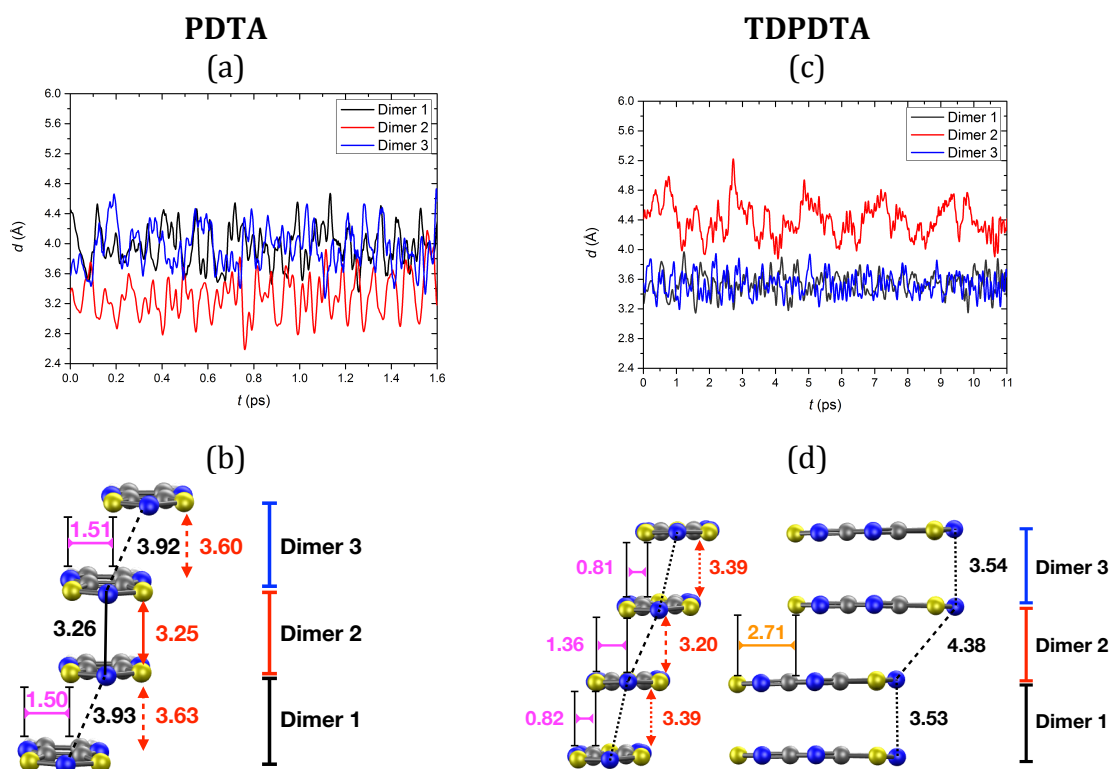 PDTA
(a)
6.0
5.6
5.2
4.8
4.4
4.0
3.6
3.2
2.8
2.4
d (Å)
Dimer 1
Dimer 2
Dimer 3
0.0 0.2 0.4 0.6 0.8 1.0 1.2 1.4 1.6
t (ps)
TDPDTA
(c)
6.0
5.6
5.2
4.8
4.4
4.0
3.6
3.2
2.8
2.4
d (Å)
Dimer 1
Dimer 2
Dimer 3
0 1 2 3 4 5 6 7 8 9 10 11
t (ps)
(b)
1.51
3.92
3.60
Dimer 3
3.26
3.25
Dimer 2
1.50
3.93
3.63
Dimer 1
(d)
0.81
3.39
3.54
Dimer 3
1.36
3.20
2.71
4.38
Dimer 2
0.82
3.39
3.53
Dimer 1